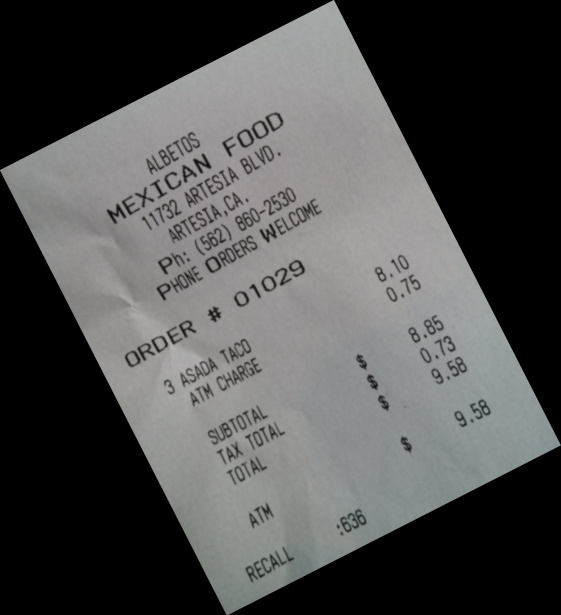 ALBETOS
MEXICAN FOOD
11732 ARTESIA BLVD.
ARTESIA,CA.
Ph: (562) 860-2530
PHONE ORDERS WELCOME
ORDER # 01029
3 ASADA TACO 8.10
ATM CHARGE 0.75
SUBTOTAL $ 8.85
TAX TOTAL $ 0.73
TOTAL $ 9.58
ATM $ 9.58
RECALL :636